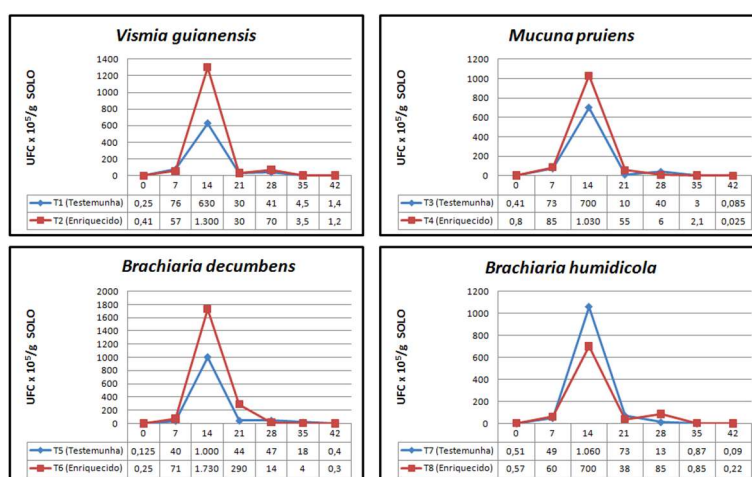 Vismia guianensis
UFC x 10⁵/g SOLO
1400
1200
1000
800
600
400
200
0
0 7 14 21 28 35 42
T1 (Testemunha) 0,25 76 630 30 41 4,5 1,4
T2 (Enriquecido) 0,41 57 1.300 30 70 3,5 1,2
Mucuna pruiens
UFC x 10⁵/g SOLO
1200
1000
800
600
400
200
0
0 7 14 21 28 35 42
T3 (Testemunha) 0,41 73 700 10 40 3 0,085
T4 (Enriquecido) 0,8 85 1.030 55 6 2,1 0,025
Brachiaria decumbens
UFC x 10⁵/g SOLO
2000
1800
1600
1400
1200
1000
800
600
400
200
0
0 7 14 21 28 35 42
T5 (Testemunha) 0,125 40 1.000 44 47 18 0,4
T6 (Enriquecido) 0,25 71 1.730 290 14 4 0,3
Brachiaria humidicola
UFC x 10⁵/g SOLO
1200
1000
800
600
400
200
0
0 7 14 21 28 35 42
T7 (Testemunha) 0,51 49 1.060 73 13 0,87 0,09
T8 (Enriquecido) 0,57 60 700 38 85 0,85 0,22